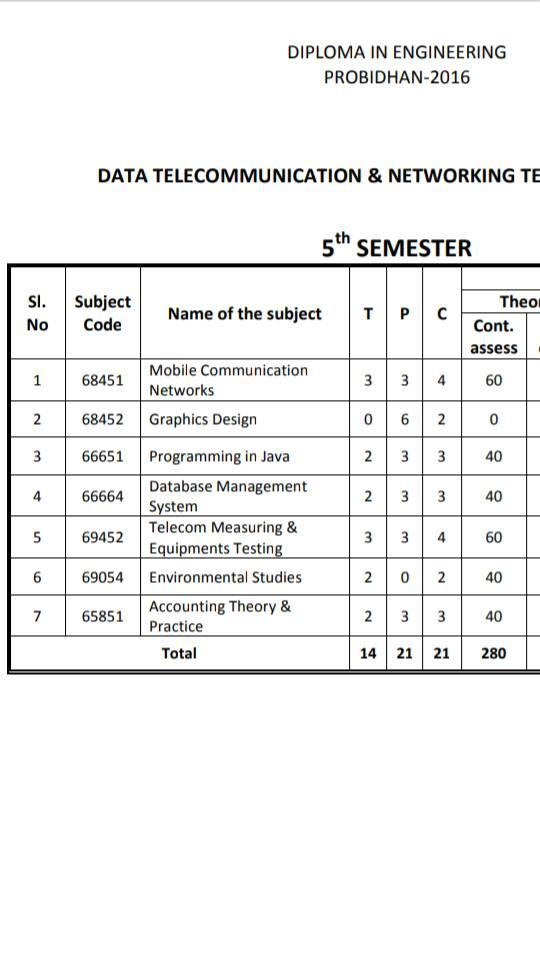 DIPLOMA IN ENGINEERING
PROBIDHAN-2016
DATA TELECOMMUNICATION & NETWORKING TE
5th SEMESTER
Sl. No Subject Code Name of the subject T P C Theo
Cont. assess
1 68451 Mobile Communication Networks 3 3 4 60
2 68452 Graphics Design 0 6 2 0
3 66651 Programming in Java 2 3 3 40
4 66664 Database Management System 2 3 3 40
5 69452 Telecom Measuring & Equipments Testing 3 3 4 60
6 69054 Environmental Studies 2 0 2 40
7 65851 Accounting Theory & Practice 2 3 3 40
Total 14 21 21 280